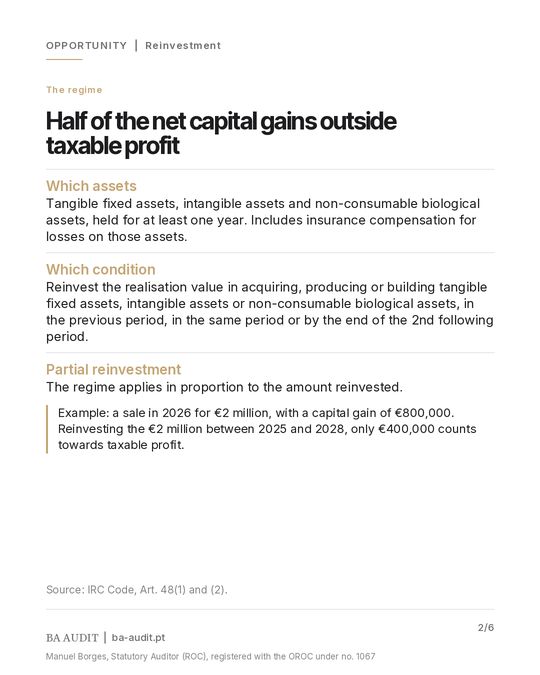 OPPORTUNITY | Reinvestment
The regime
Half of the net capital gains outside
taxable profit
Which assets
Tangible fixed assets, intangible assets and non-consumable biological
assets, held for at least one year. Includes insurance compensation for
losses on those assets.
Which condition
Reinvest the realisation value in acquiring, producing or building tangible
fixed assets, intangible assets or non-consumable biological assets, in
the previous period, in the same period or by the end of the 2nd following
period.
Partial reinvestment
The regime applies in proportion to the amount reinvested.
Example: a sale in 2026 for €2 million, with a capital gain of €800,000.
Reinvesting the €2 million between 2025 and 2028, only €400,000 counts
towards taxable profit.
Source: IRC Code, Art. 48(1) and (2).
2/6
BA AUDIT | ba-audit.pt
Manuel Borges, Statutory Auditor (ROC), registered with the OROC under no. 1067